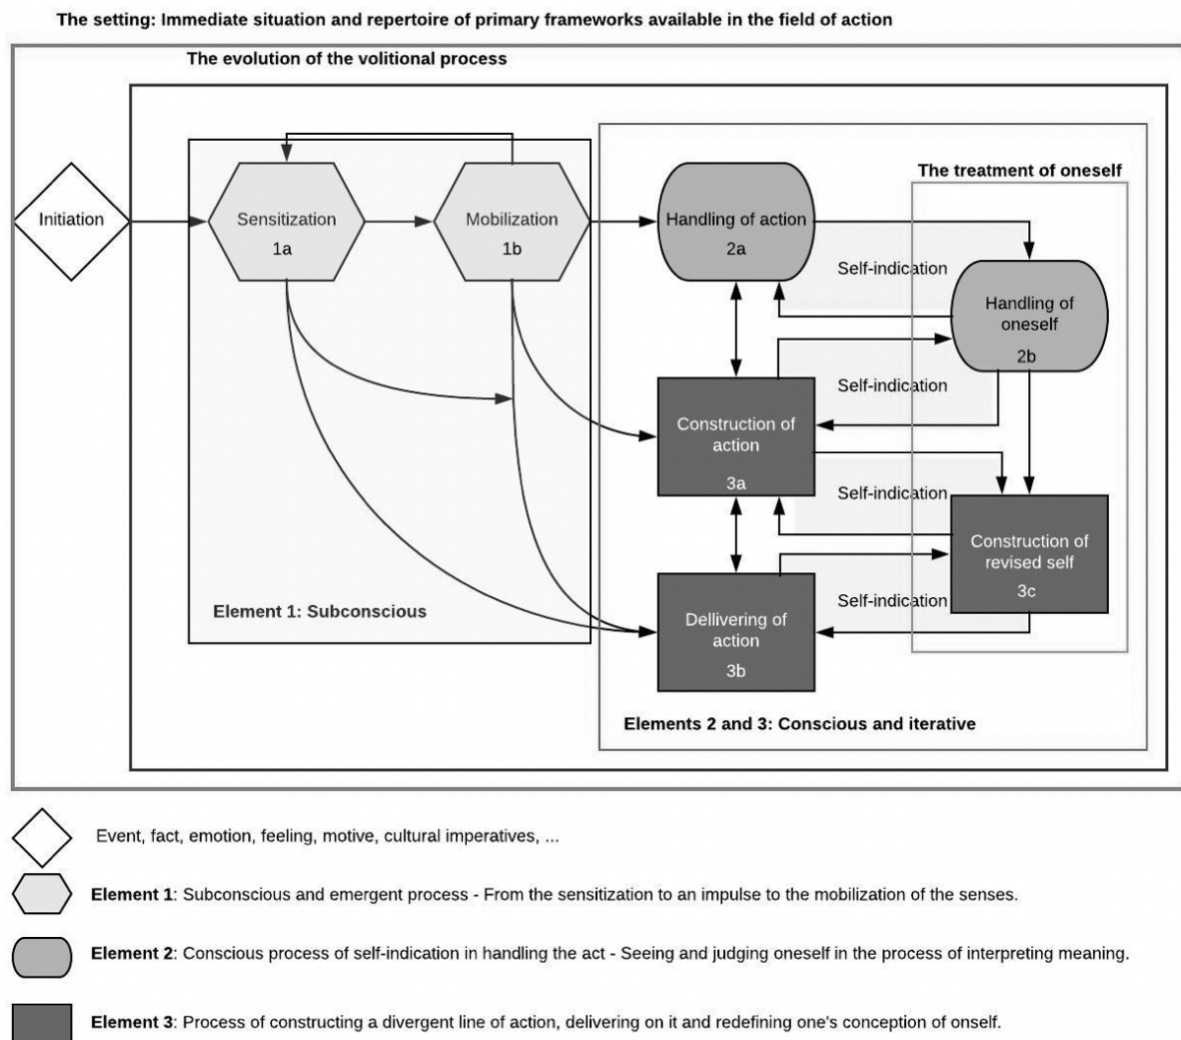 The setting: Immediate situation and repertoire of primary frameworks available in the field of action
The evolution of the volitional process
The treatment of oneself
Initiation
Sensitization
1a
Mobilization
1b
Handling of action
2a
Self-indication
Handling of
oneself
2b
Self-indication
Construction of
action
3a
Self-indication
Construction of
revised self
3c
Self-indication
Dellivering of
action
3b
Element 1: Subconscious
Elements 2 and 3: Conscious and iterative
Event, fact, emotion, feeling, motive, cultural imperatives, ...
Element 1: Subconscious and emergent process - From the sensitization to an impulse to the mobilization of the senses.
Element 2: Conscious process of self-indication in handling the act - Seeing and judging oneself in the process of interpreting meaning.
Element 3: Process of constructing a divergent line of action, delivering on it and redefining one's conception of onself.